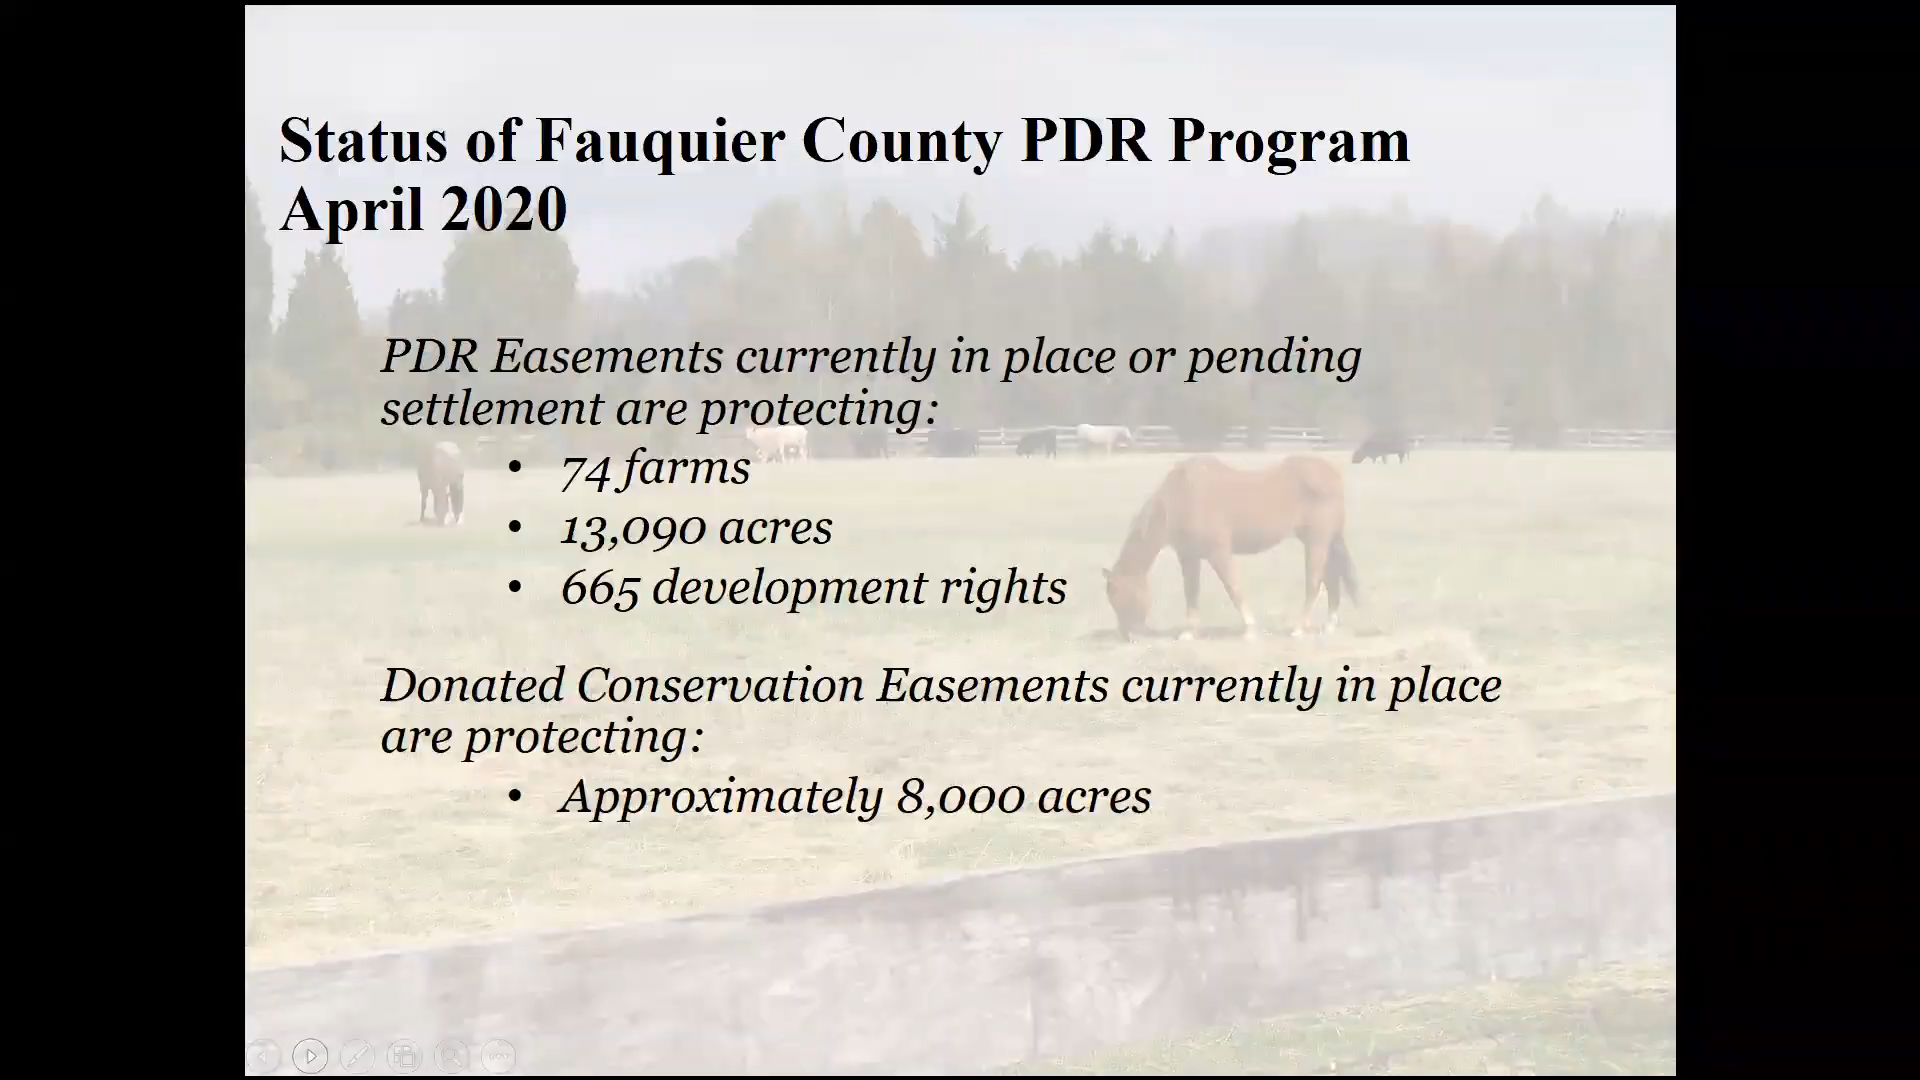 Status of Fauquier County PDR Program
April 2020
PDR Easements currently in place or pending
settlement are protecting:
• 74 farms
• 13,090 acres
• 665 development rights
Donated Conservation Easements currently in place
are protecting:
• Approximately 8,000 acres